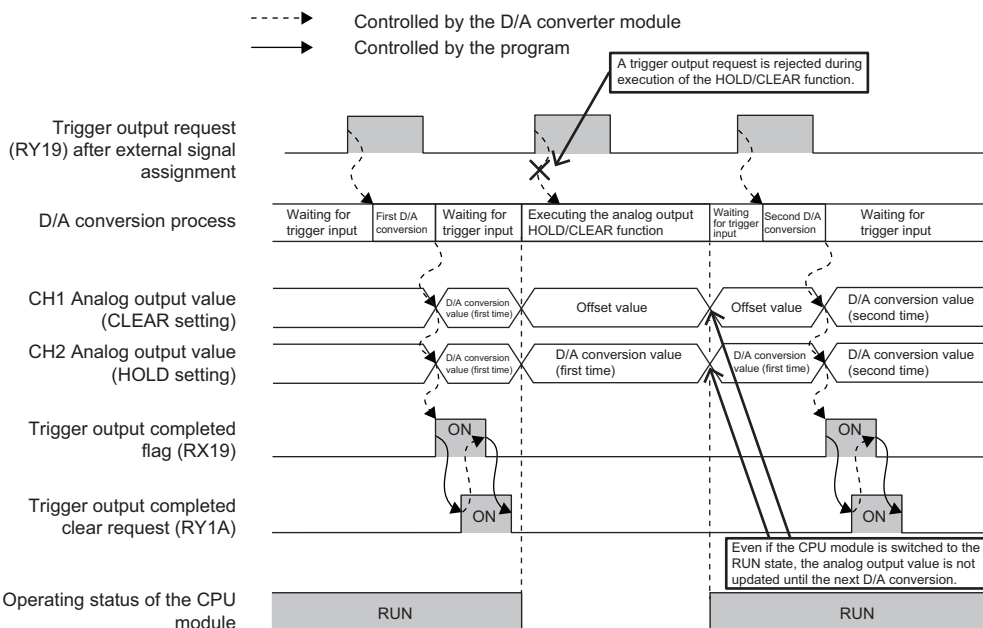 Controlled by the D/A converter module
Controlled by the program
A trigger output request is rejected during
execution of the HOLD/CLEAR function.
Trigger output request
(RY19) after external signal
assignment
D/A conversion process
Waiting for
trigger input
First D/A
conversion
Waiting for
trigger input
Executing the analog output
HOLD/CLEAR function
Waiting
for trigger
input
Second D/A
conversion
Waiting for
trigger input
CH1 Analog output value
(CLEAR setting)
D/A conversion
value (first time)
Offset value
Offset value
D/A conversion value
(second time)
CH2 Analog output value
(HOLD setting)
D/A conversion
value (first time)
D/A conversion value
(first time)
D/A conversion
value (first time)
D/A conversion value
(second time)
Trigger output completed
flag (RX19)
ON
ON
Trigger output completed
clear request (RY1A)
ON
ON
Even if the CPU module is switched to the
RUN state, the analog output value is not
updated until the next D/A conversion.
Operating status of the CPU
module
RUN
RUN